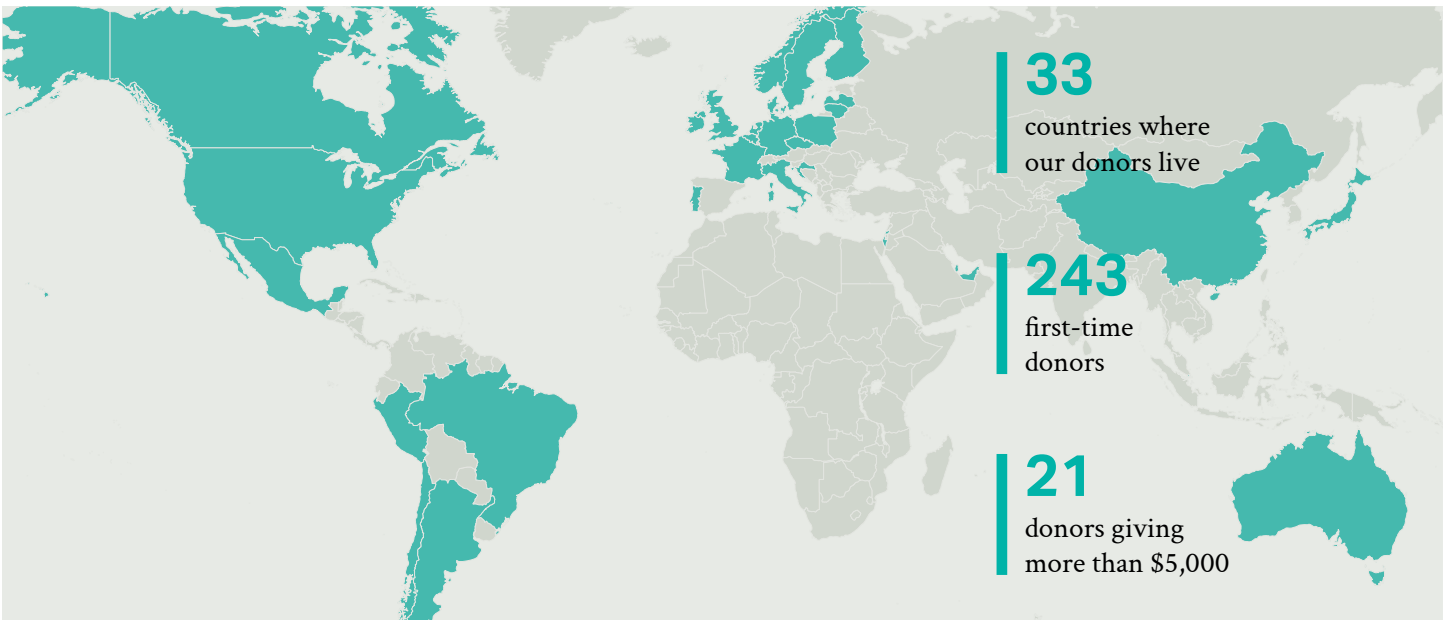 33
countries where
our donors live
243
first-time
donors
21
donors giving
more than $5,000